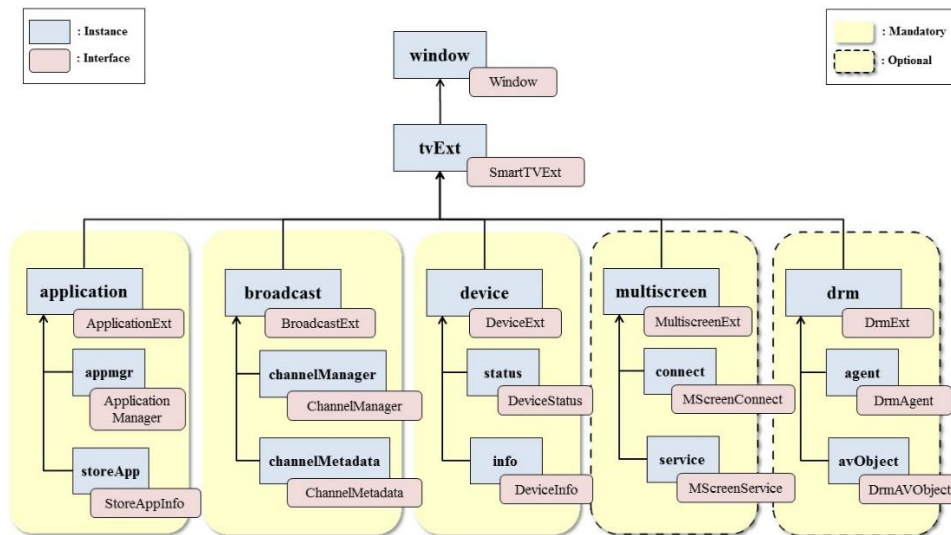 : Instance
: Interface
: Mandatory
: Optional
window
Window
tvExt
SmartTVExt
application
ApplicationExt
appmgr
Application
Manager
storeApp
StoreAppInfo
broadcast
BroadcastExt
channelManager
ChannelManager
channelMetadata
ChannelMetadata
device
DeviceExt
status
DeviceStatus
info
DeviceInfo
multiscreen
MultiscreenExt
connect
MScreenConnect
service
MScreenService
drm
DrmExt
agent
DrmAgent
avObject
DrmAVObject